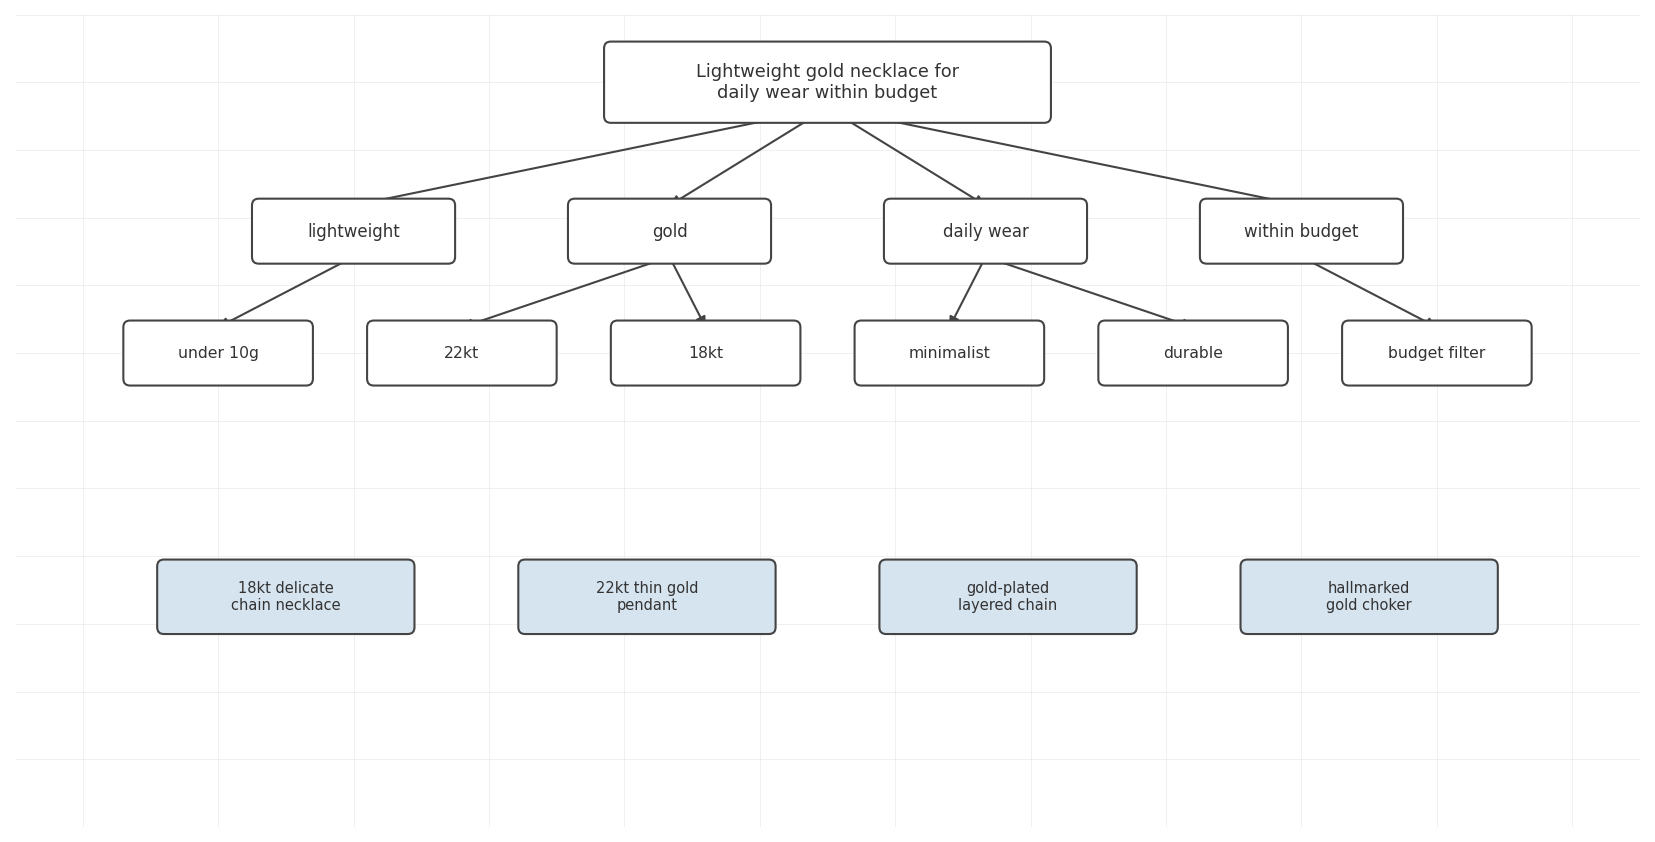 Lightweight gold necklace for
daily wear within budget
lightweight
gold
daily wear
within budget
under 10g
22kt
18kt
minimalist
durable
budget filter
18kt delicate
chain necklace
22kt thin gold
pendant
gold-plated
layered chain
hallmarked
gold choker